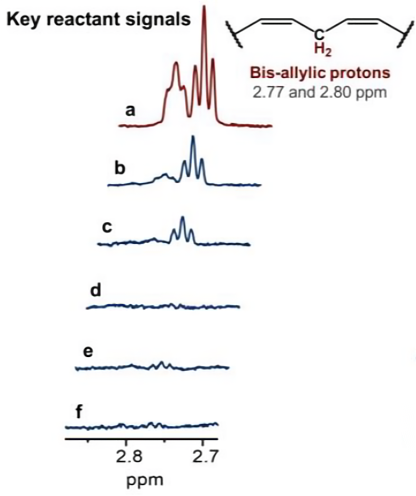 Key reactant signals
C
H₂
Bis-allylic protons
2.77 and 2.80 ppm
a
b
c
d
e
f
2.8 2.7
ppm